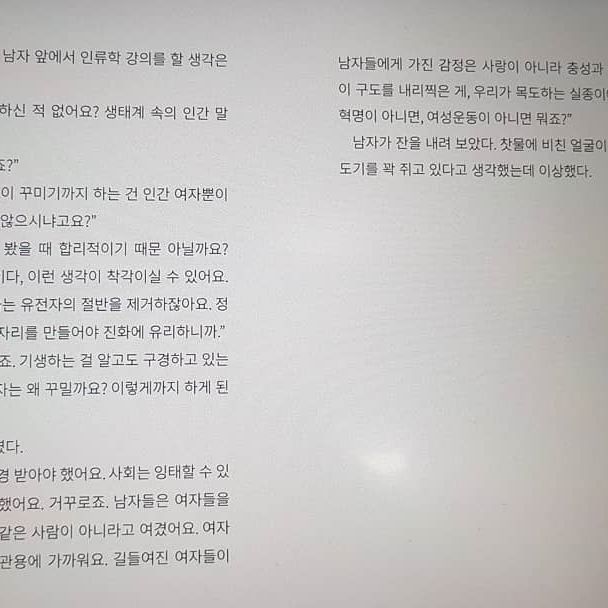 남자 앞에서 인류학 강의를 할 생각은
하신 적 없어요? 생태계 속의 인간 말
죠?”
이 꾸미기까지 하는 건 인간 여자뿐이
않으시냐고요?”
봤을 때 합리적이기 때문 아닐까요?
이다, 이런 생각이 착각이실 수 있어요.
는 유전자의 절반을 제거하잖아요. 정
자리를 만들어야 진화에 유리하니까.”
죠. 기생하는 걸 알고도 구경하고 있는
자는 왜 꾸밀까요? 이렇게까지 하게 된
였다.
경 받아야 했어요. 사회는 잉태할 수 있
했어요. 거꾸로죠. 남자들은 여자들을
같은 사람이 아니라고 여겼어요. 여자
관용에 가까워요. 길들여진 여자들이
남자들에게 가진 감정은 사랑이 아니라 충성과
이 구도를 내리찍은 게, 우리가 목도하는 실종이
혁명이 아니면, 여성운동이 아니면 뭐죠?”
남자가 잔을 내려 보았다. 찻물에 비친 얼굴이
도기를 꽉 쥐고 있다고 생각했는데 이상했다.